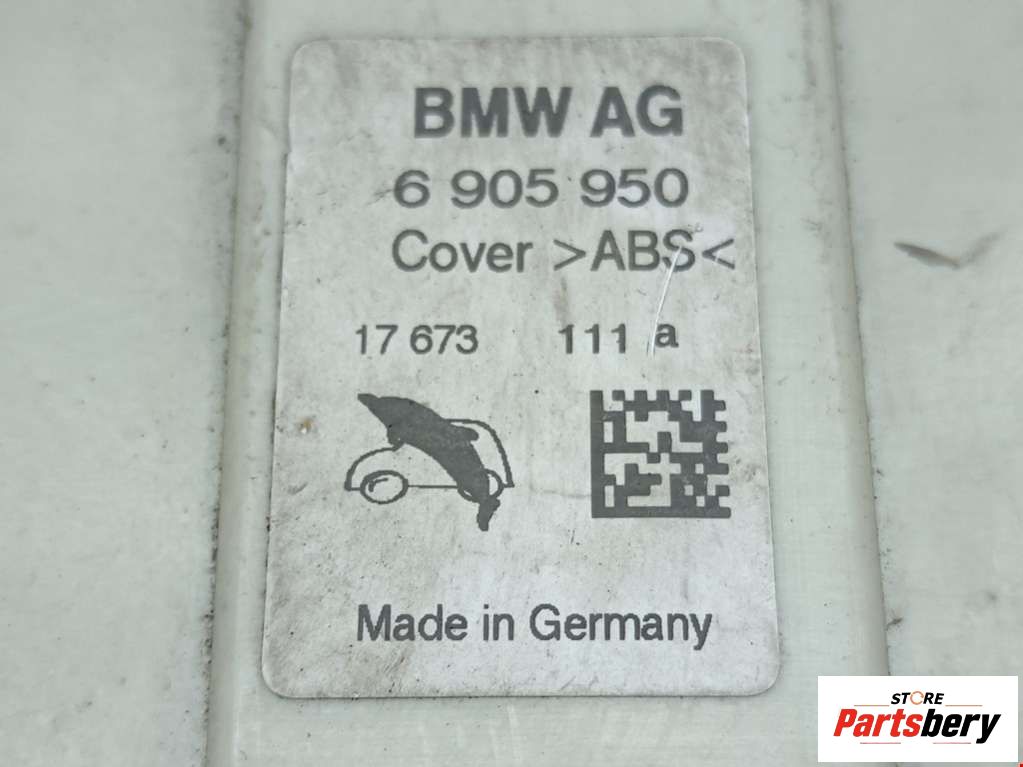 BMW AG
6 905 950
Cover >ABS<
17 673 111 a
Made in Germany
STORE
Partsbery